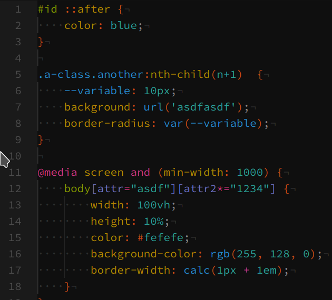 1 #id ::after {
2     color: blue;
3 }
4
5 .a-class.another:nth-child(n+1)  {
6     --variable: 10px;
7     background: url('asdfasdf');
8     border-radius: var(--variable);
9 }
10
11 @media screen and (min-width: 1000) {
12     body[attr="asdf"][attr2*="1234"] {
13         width: 100vh;
14         height: 10%;
15         color: #fefefe;
16         background-color: rgb(255, 128, 0);
17         border-width: calc(1px + 1em);
18     }